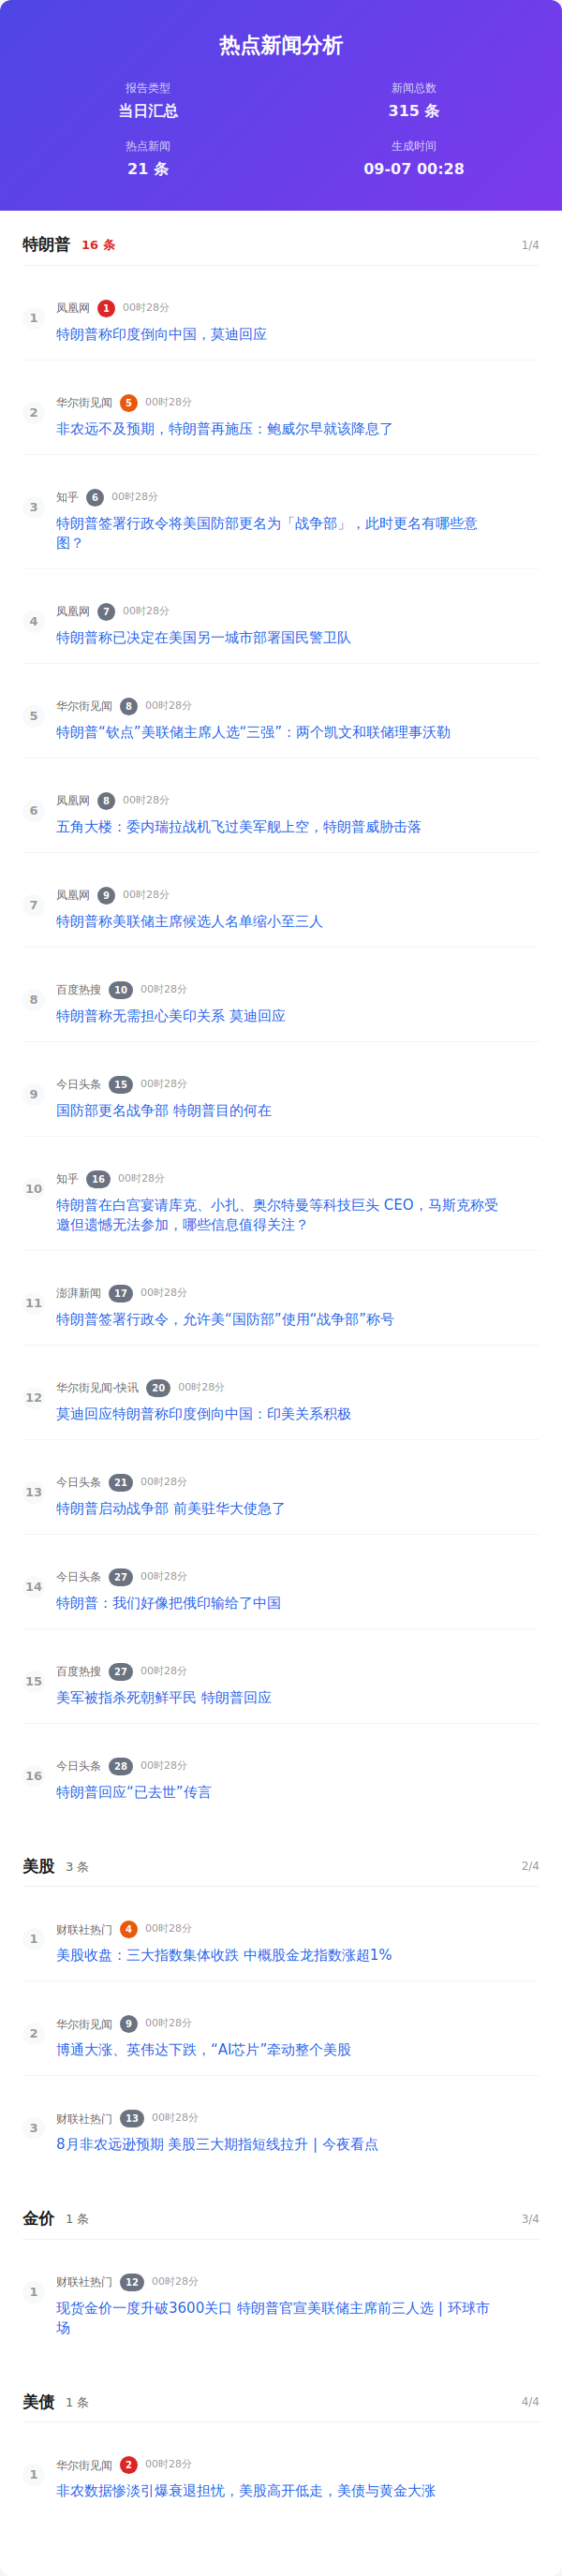 热点新闻分析
报告类型
新闻总数
当日汇总
315 条
热点新闻
生成时间
21 条
09-07 00:28
特朗普 16 条 1/4
1
凤凰网 1 00时28分
特朗普称印度倒向中国，莫迪回应
2
华尔街见闻 5 00时28分
非农远不及预期，特朗普再施压：鲍威尔早就该降息了
3
知乎 6 00时28分
特朗普签署行政令将美国防部更名为「战争部」，此时更名有哪些意
图？
4
凤凰网 7 00时28分
特朗普称已决定在美国另一城市部署国民警卫队
5
华尔街见闻 8 00时28分
特朗普“钦点”美联储主席人选“三强”：两个凯文和联储理事沃勒
6
凤凰网 8 00时28分
五角大楼：委内瑞拉战机飞过美军舰上空，特朗普威胁击落
7
凤凰网 9 00时28分
特朗普称美联储主席候选人名单缩小至三人
8
百度热搜 10 00时28分
特朗普称无需担心美印关系 莫迪回应
9
今日头条 15 00时28分
国防部更名战争部 特朗普目的何在
10
知乎 16 00时28分
特朗普在白宫宴请库克、小扎、奥尔特曼等科技巨头 CEO，马斯克称受
邀但遗憾无法参加，哪些信息值得关注？
11
澎湃新闻 17 00时28分
特朗普签署行政令，允许美“国防部”使用“战争部”称号
12
华尔街见闻-快讯 20 00时28分
莫迪回应特朗普称印度倒向中国：印美关系积极
13
今日头条 21 00时28分
特朗普启动战争部 前美驻华大使急了
14
今日头条 27 00时28分
特朗普：我们好像把俄印输给了中国
15
百度热搜 27 00时28分
美军被指杀死朝鲜平民 特朗普回应
16
今日头条 28 00时28分
特朗普回应“已去世”传言
美股 3 条 2/4
1
财联社热门 4 00时28分
美股收盘：三大指数集体收跌 中概股金龙指数涨超1%
2
华尔街见闻 9 00时28分
博通大涨、英伟达下跌，“AI芯片”牵动整个美股
3
财联社热门 13 00时28分
8月非农远逊预期 美股三大期指短线拉升 | 今夜看点
金价 1 条 3/4
1
财联社热门 12 00时28分
现货金价一度升破3600关口 特朗普官宣美联储主席前三人选 | 环球市
场
美债 1 条 4/4
1
华尔街见闻 2 00时28分
非农数据惨淡引爆衰退担忧，美股高开低走，美债与黄金大涨